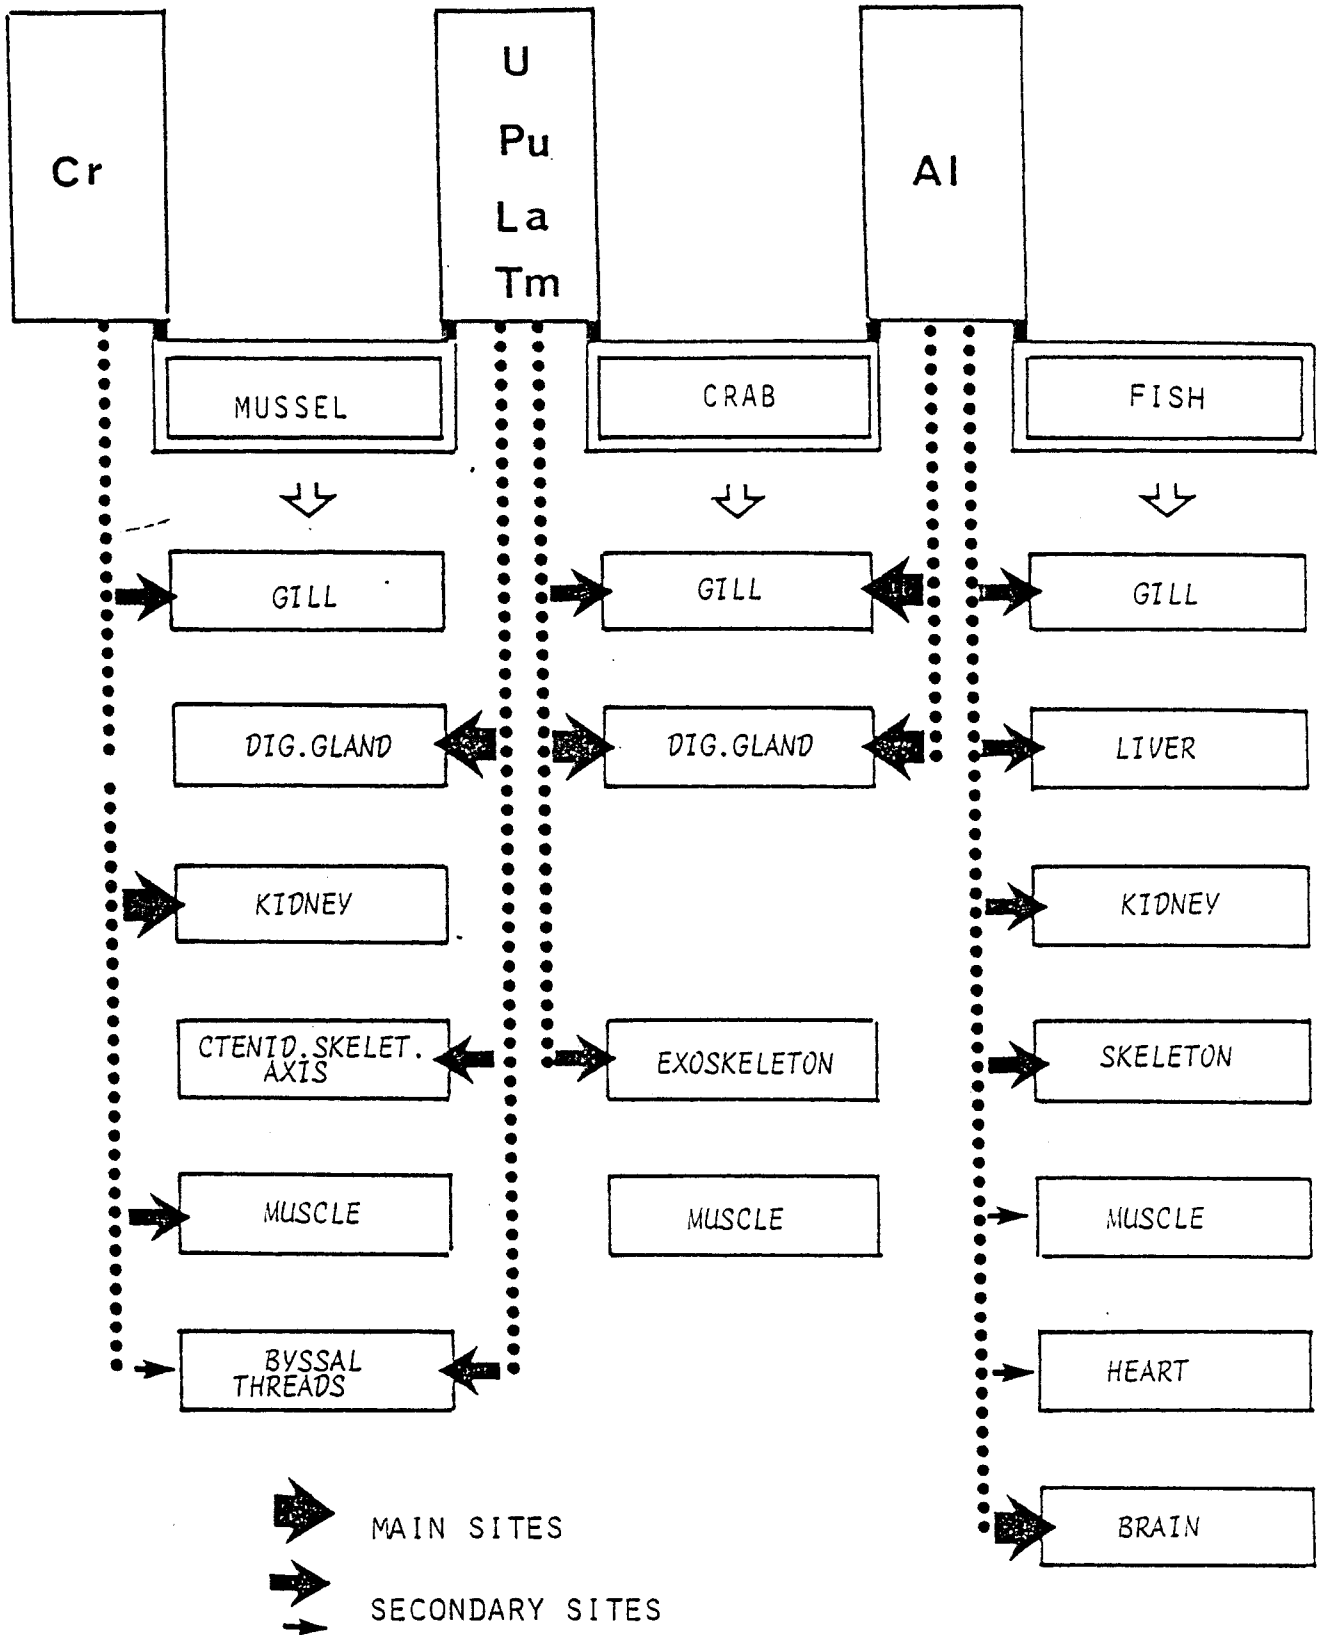 Cr
U
Pu
La
Tm
Al
MUSSEL
CRAB
FISH
GILL
GILL
GILL
DIG.GLAND
DIG.GLAND
LIVER
KIDNEY
KIDNEY
CTENID.SKELET.
AXIS
EXOSKELETON
SKELETON
MUSCLE
MUSCLE
MUSCLE
BYSSAL
THREADS
HEART
BRAIN
MAIN SITES
SECONDARY SITES